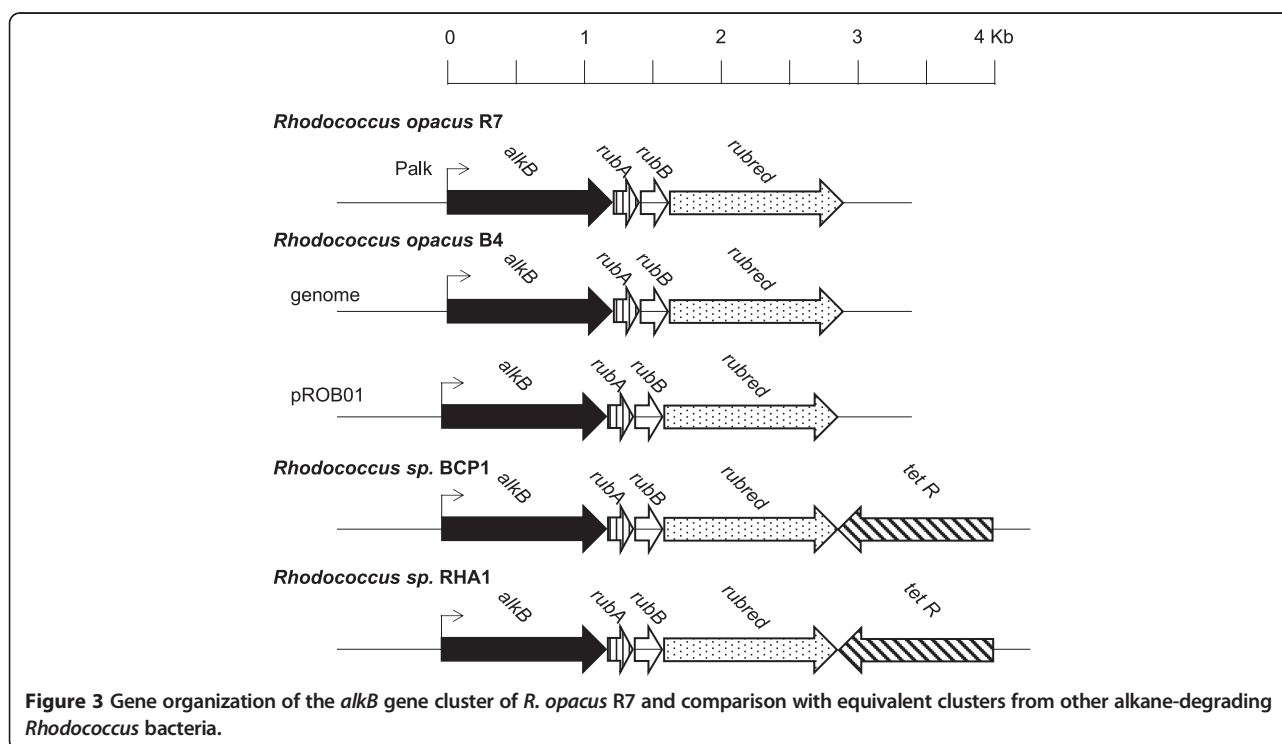 0 1 2 3 4 Kb
Rhodococcus opacus R7
Palk alkB rubA rubB rubred
Rhodococcus opacus B4
genome alkB rubA rubB rubred
pROB01 alkB rubA rubB rubred
Rhodococcus sp. BCP1
alkB rubA rubB rubred tet R
Rhodococcus sp. RHA1
alkB rubA rubB rubred tet R
Figure 3 Gene organization of the alkB gene cluster of R. opacus R7 and comparison with equivalent clusters from other alkane-degrading
Rhodococcus bacteria.